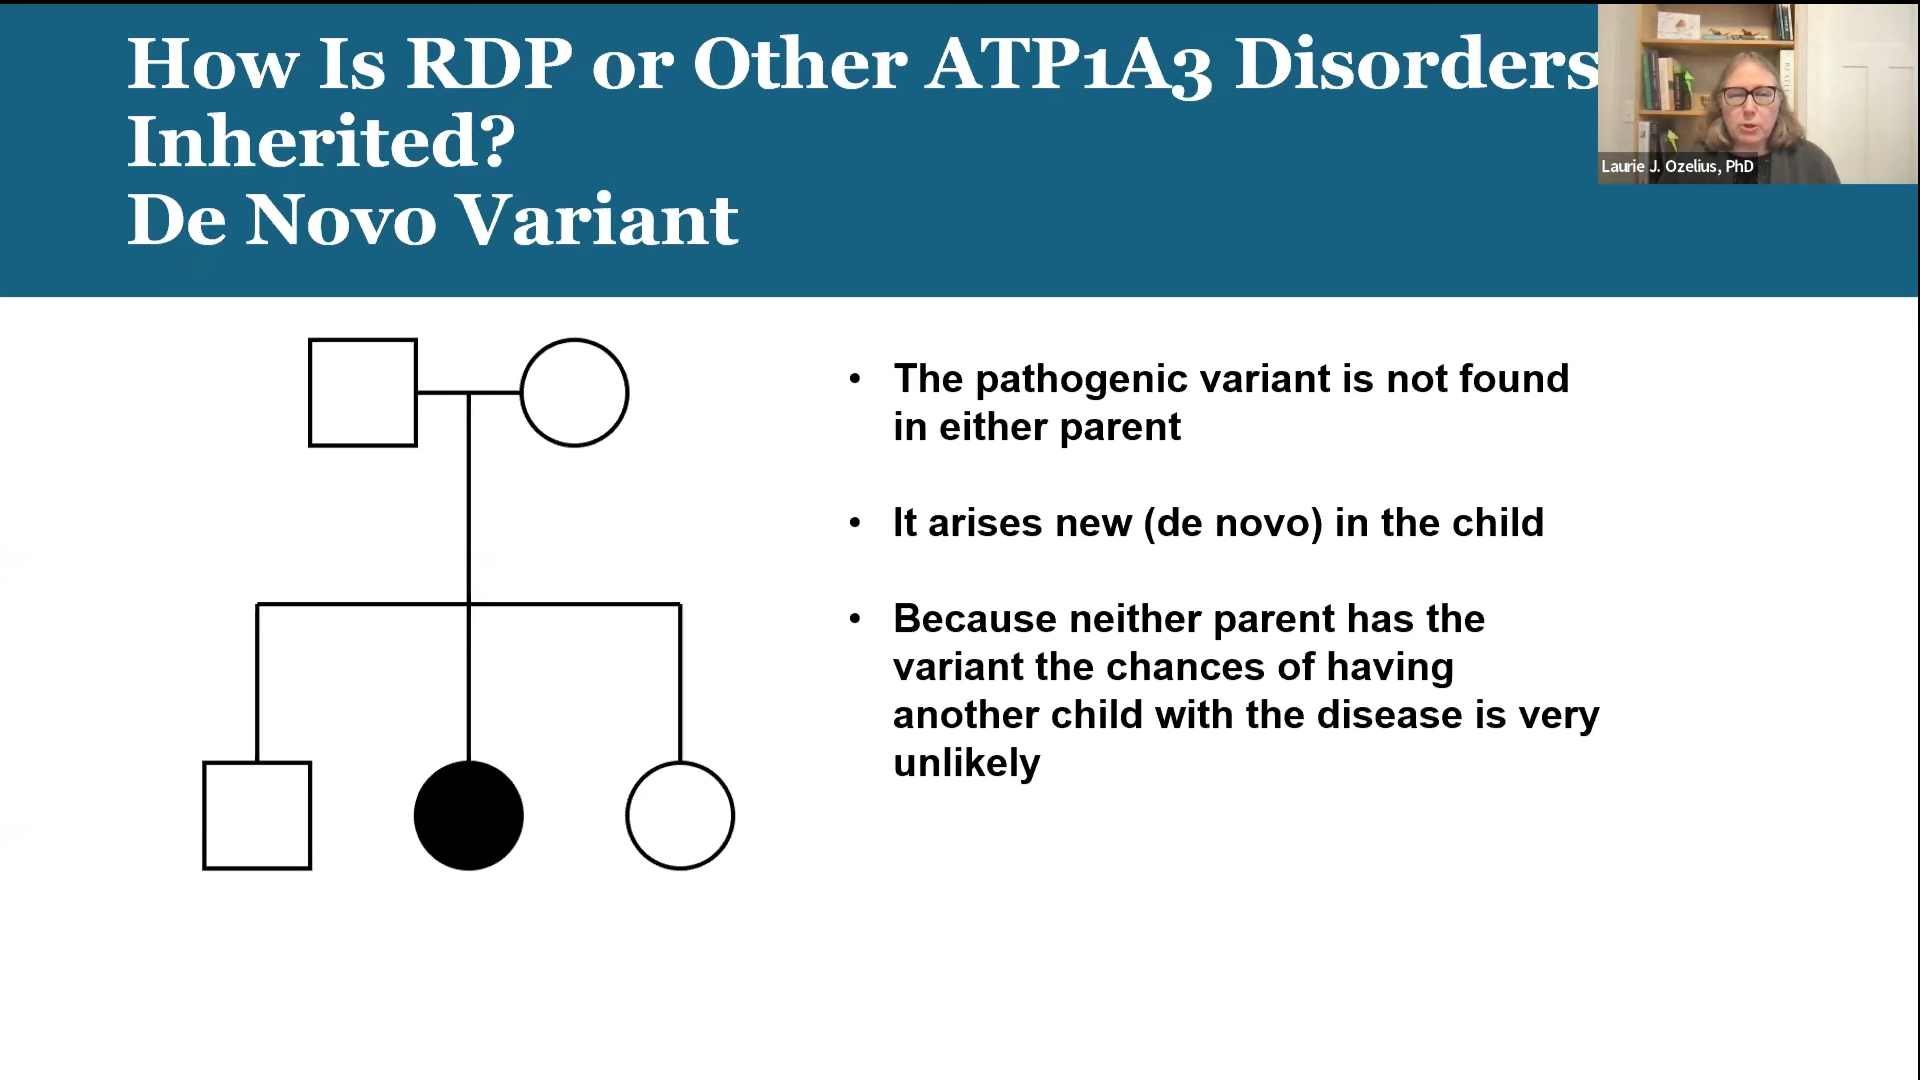 How Is RDP or Other ATP1A3 Disorders
Inherited?
De Novo Variant
Laurie J. Ozelius, PhD
• The pathogenic variant is not found
in either parent
• It arises new (de novo) in the child
• Because neither parent has the
variant the chances of having
another child with the disease is very
unlikely